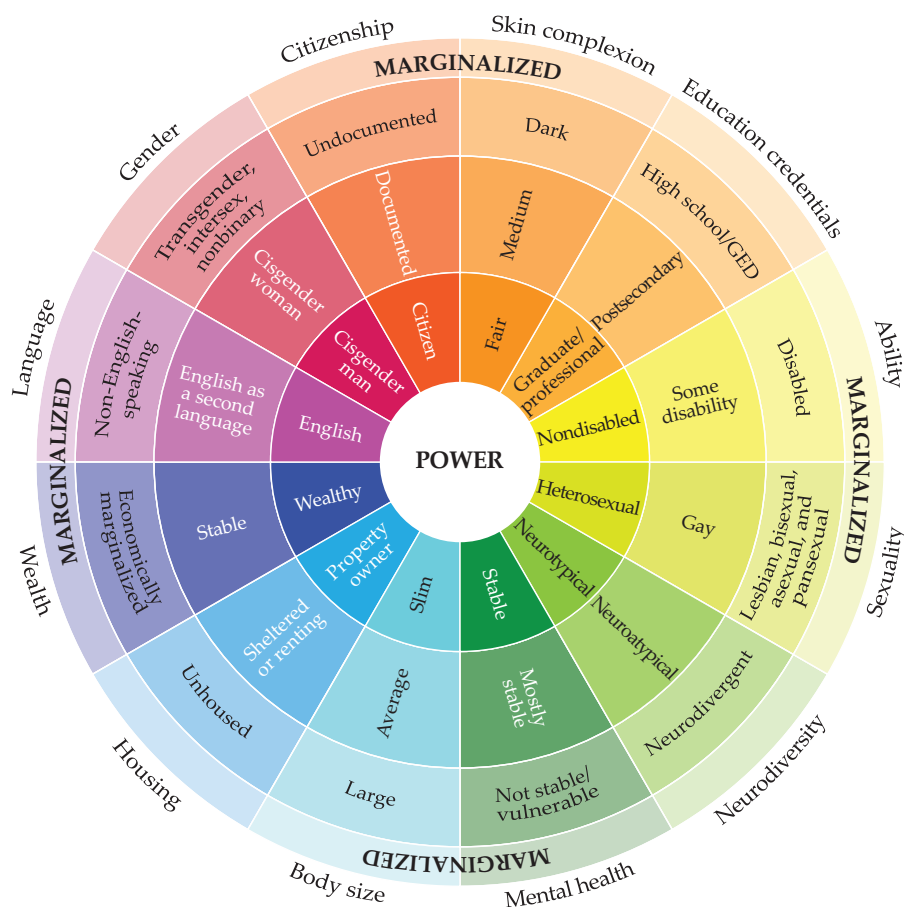 Citizenship
Skin complexion
Education credentials
Ability
Sexuality
Neurodiversity
Mental health
Body size
Housing
Wealth
Language
Gender
MARGINALIZED
MARGINALIZED
MARGINALIZED
MARGINALIZED
Undocumented
Documented
Citizen
Dark
Medium
Fair
High school/GED
Postsecondary
Graduate/
professional
Disabled
Some
disability
Nondisabled
Lesbian, bisexual,
asexual, and
pansexual
Gay
Heterosexual
Neurodivergent
Neuroatypical
Neurotypical
Not stable/
vulnerable
Mostly
stable
Stable
Large
Average
Slim
Unhoused
Sheltered
or renting
Property
owner
Economically
marginalized
Stable
Wealthy
Non-English-
speaking
English as
a second
language
English
Transgender,
intersex,
nonbinary
Cisgender
woman
Cisgender
man
POWER